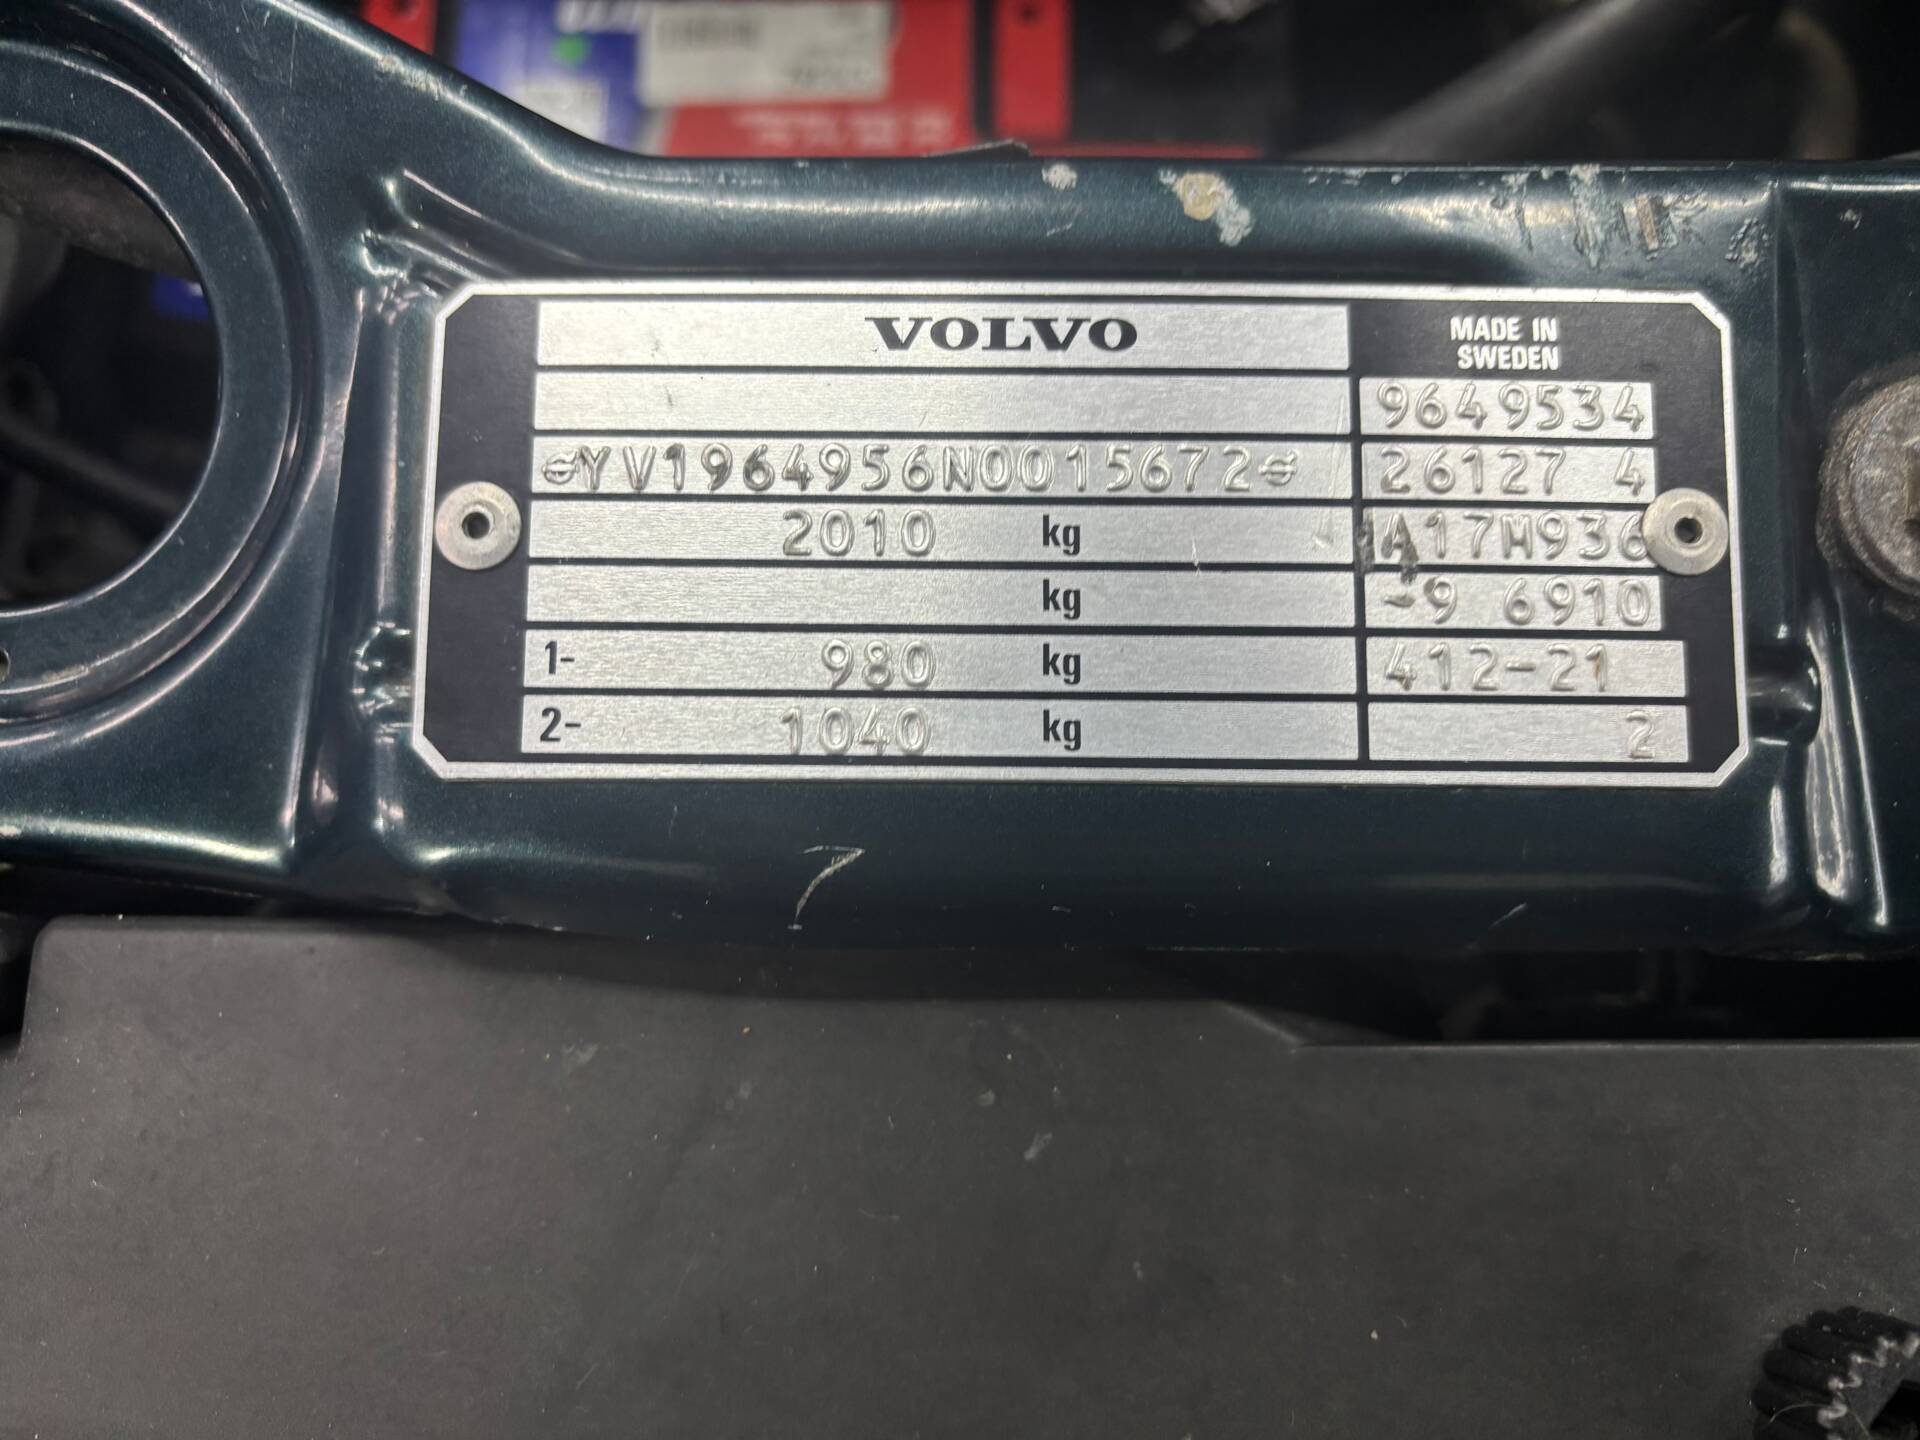 VOLVO
MADE IN
SWEDEN
9649534
YV1964956N0015672
26127 4
2010 kg
A17M936
kg
-9 6910
1- 980 kg
412-21
2- 1040 kg
2
7